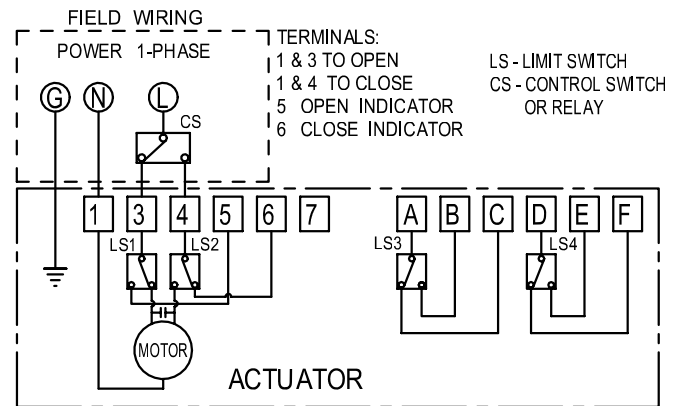 FIELD WIRING
POWER 1-PHASE
G N L
CS
TERMINALS:
1 & 3 TO OPEN
1 & 4 TO CLOSE
5 OPEN INDICATOR
6 CLOSE INDICATOR
LS - LIMIT SWITCH
CS - CONTROL SWITCH
OR RELAY
1 3 4 5 6 7 A B C D E F
LS1 LS2 LS3 LS4
MOTOR
ACTUATOR